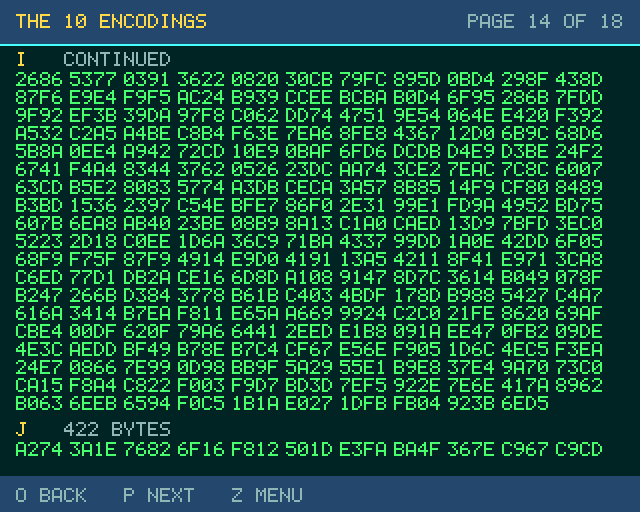 THE 10 ENCODINGS PAGE 14 OF 18
I CONTINUED
2686 5377 0391 3622 0820 30CB 79FC 895D 0BD4 298F 438D
87F6 E9E4 F9F5 AC24 B939 CCEE BCBA B0D4 6F95 286B 7FDD
9F92 EF3B 39DA 97F8 C062 DD74 4751 9E54 064E E420 F392
A532 C2A5 A4BE C8B4 F63E 7EA6 8FE8 4367 12D0 6B9C 68D6
5B8A 0EE4 A942 72CD 10E9 0BAF 6FD6 DCDB D4E9 D3BE 24F2
6741 F4A4 8344 3762 0526 23DC AA74 3CE2 7EAC 7C8C 6007
63CD B5E2 8083 5774 A3DB CECA 3A57 8B85 14F9 CF80 8489
B3BD 1536 2397 C54E BFE7 86F0 2E31 99E1 FD9A 4952 BD75
607B 6EA8 AB40 23BE 08B9 8A13 C1A0 CAED 13D9 7BFD 3EC0
5223 2D18 C0EE 1D6A 36C9 71BA 4337 99DD 1A0E 42DD 6F05
68F9 F75F 87F9 4914 E9D0 4191 13A5 4211 8F41 E971 3CA8
C6ED 77D1 DB2A CE16 6D8D A108 9147 8D7C 3614 B049 078F
B247 266B D384 3778 B61B C403 4BDF 178D B988 5427 C4A7
616A 3414 B7EA F811 E65A A669 9924 C2C0 21FE 8620 69AF
CBE4 00DF 620F 79A6 6441 2EED E1B8 091A EE47 0FB2 09DE
4E3C AEDD BF49 B78E B7C4 CF67 E56E F905 1D6C 4EC5 F3EA
24E7 0866 7E99 0D98 BB9F 5A29 55E1 B9E8 37E4 9A70 73C0
CA15 F8A4 C822 F003 F9D7 BD3D 7EF5 922E 7E6E 417A 8962
B063 6EEB 6594 F0C5 1B1A E027 1DFB FB04 923B 6ED5
J 422 BYTES
A274 3A1E 7682 6F16 F812 501D E3FA BA4F 367E C967 C9CD
O BACK P NEXT Z MENU